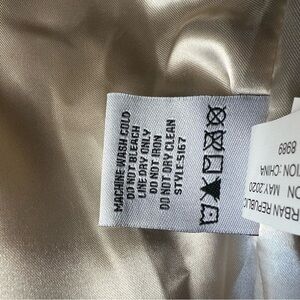 MACHINE WASH COLD
DO NOT BLEACH
LINE DRY ONLY
DO NOT IRON
DO NOT DRY CLEAN
STYLE:5167
RBAN REPUBLIC
ON MAY.2020
TION :CHINA
8989